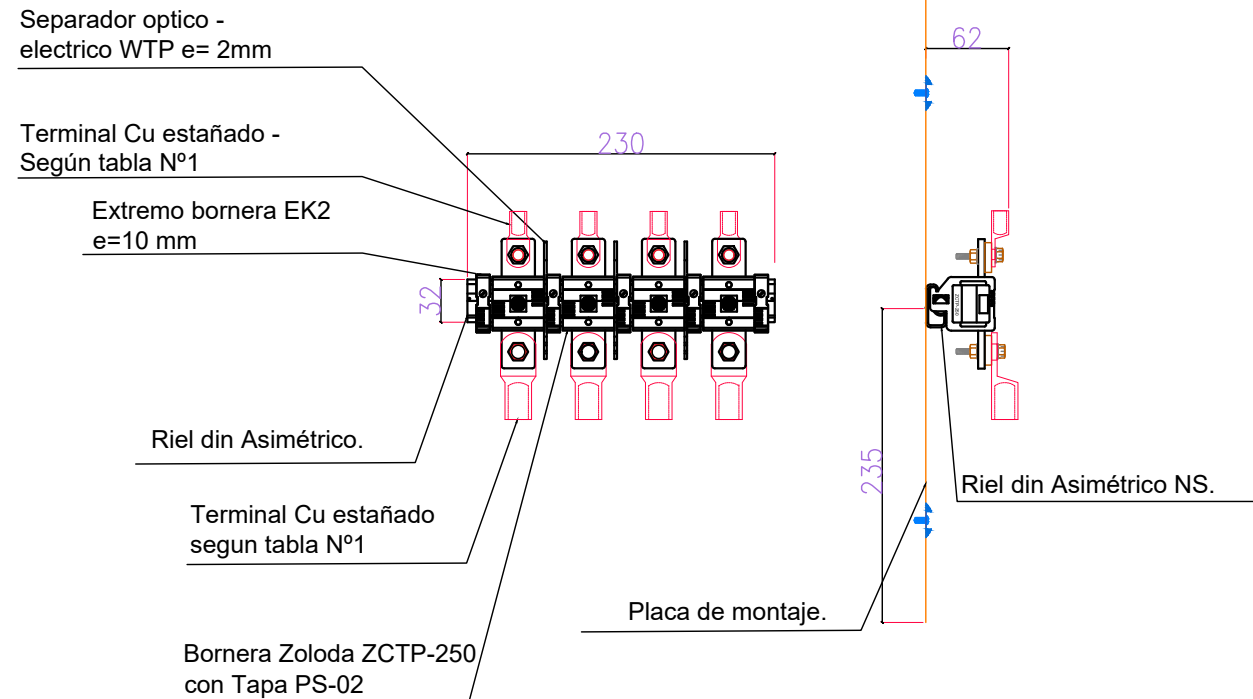 Separador optico -
electrico WTP e= 2mm
Terminal Cu estañado -
Según tabla Nº1
Extremo bornera EK2
e=10 mm
230
62
32
235
Riel din Asimétrico.
Terminal Cu estañado
segun tabla Nº1
Bornera Zoloda ZCTP-250
con Tapa PS-02
Placa de montaje.
Riel din Asimétrico NS.